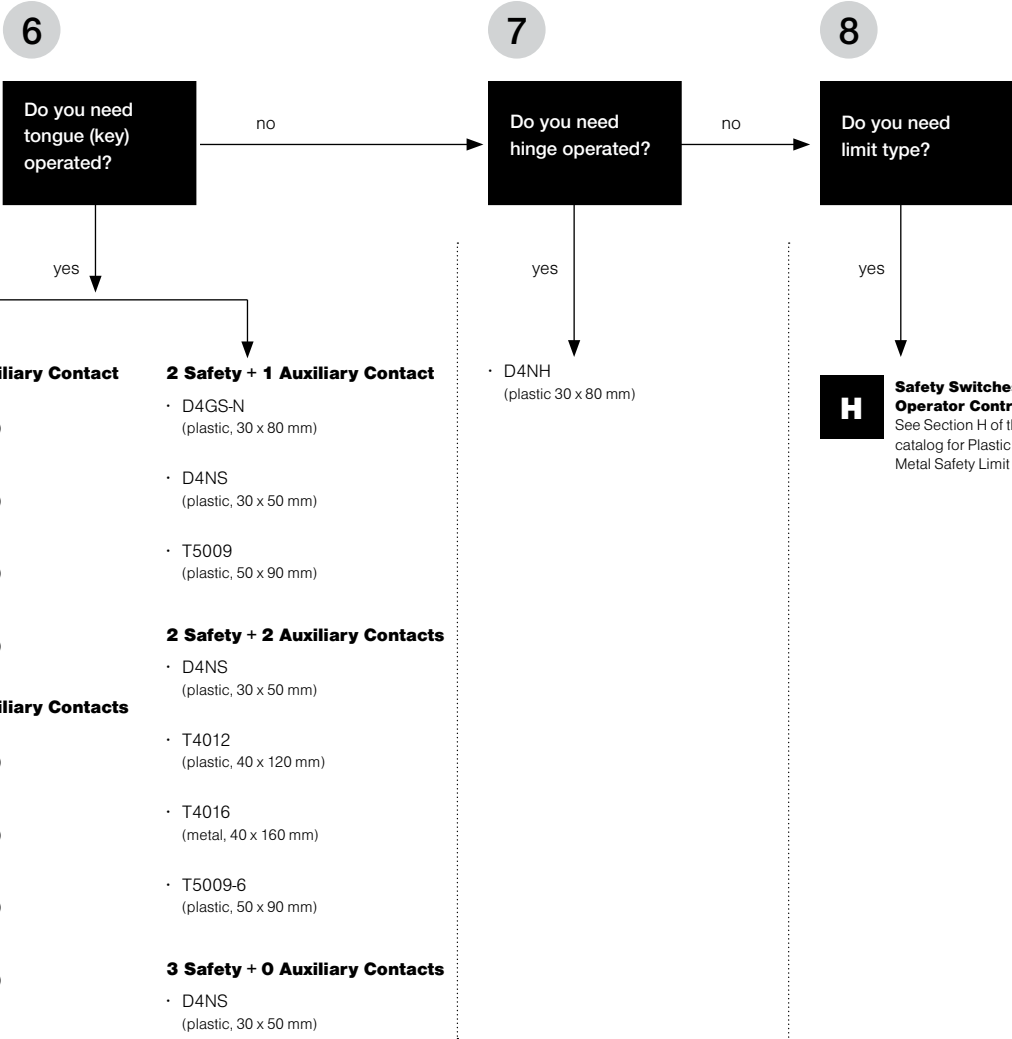 6
7
8
Do you need
tongue (key)
operated?
no
Do you need
hinge operated?
no
Do you need
limit type?
yes
yes
yes
iliary Contact
)
)
)
)
iliary Contacts
)
)
)
)
2 Safety + 1 Auxiliary Contact
· D4GS-N
(plastic, 30 x 80 mm)
· D4NS
(plastic, 30 x 50 mm)
· T5009
(plastic, 50 x 90 mm)
2 Safety + 2 Auxiliary Contacts
· D4NS
(plastic, 30 x 50 mm)
· T4012
(plastic, 40 x 120 mm)
· T4016
(metal, 40 x 160 mm)
· T5009-6
(plastic, 50 x 90 mm)
3 Safety + 0 Auxiliary Contacts
· D4NS
(plastic, 30 x 50 mm)
· D4NH
(plastic 30 x 80 mm)
H
Safety Switches
Operator Contr
See Section H of th
catalog for Plastic
Metal Safety Limit